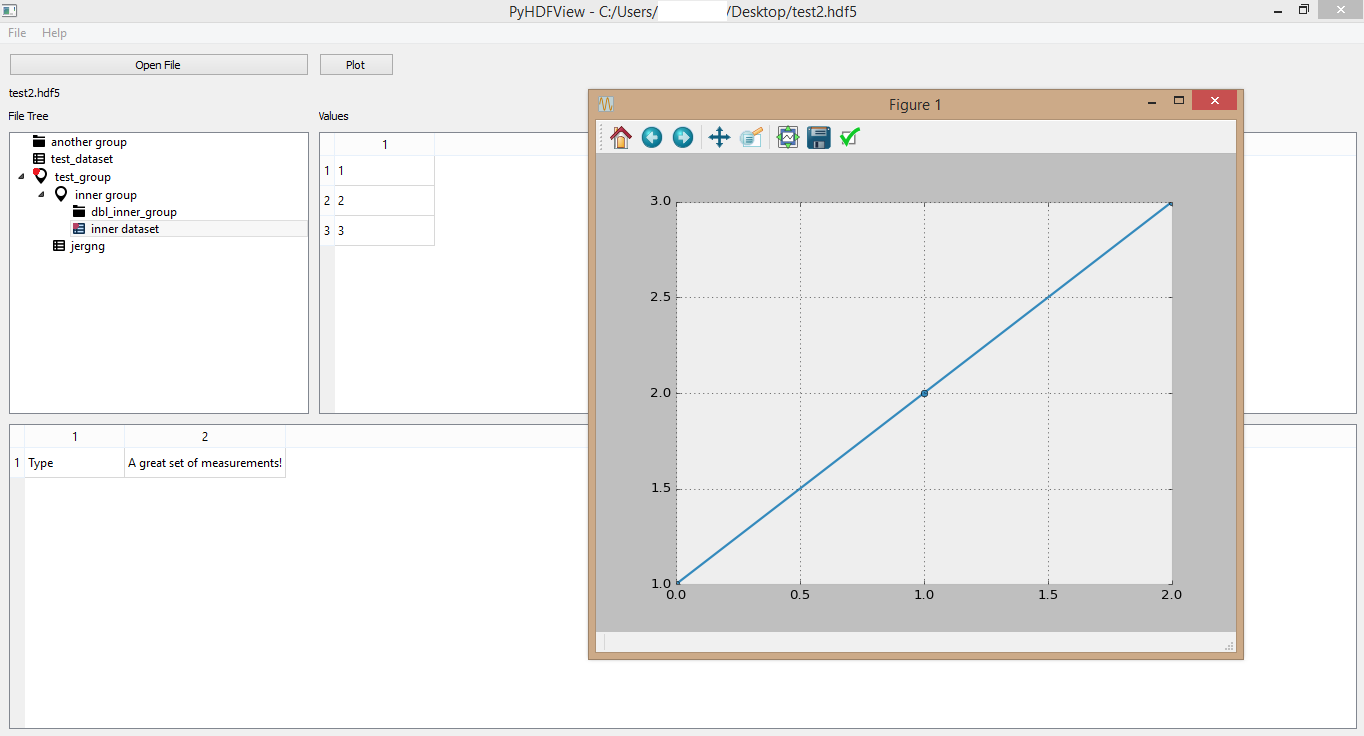 PyHDFView - C:/Users/ /Desktop/test2.hdf5
File Help
Open File Plot
test2.hdf5
File Tree Values
another group
test_dataset
test_group
inner group
dbl_inner_group
inner dataset
jergng
1
1 1
2 2
3 3
1 2
1 Type A great set of measurements!
Figure 1
3.0
2.5
2.0
1.5
1.0
0.0 0.5 1.0 1.5 2.0